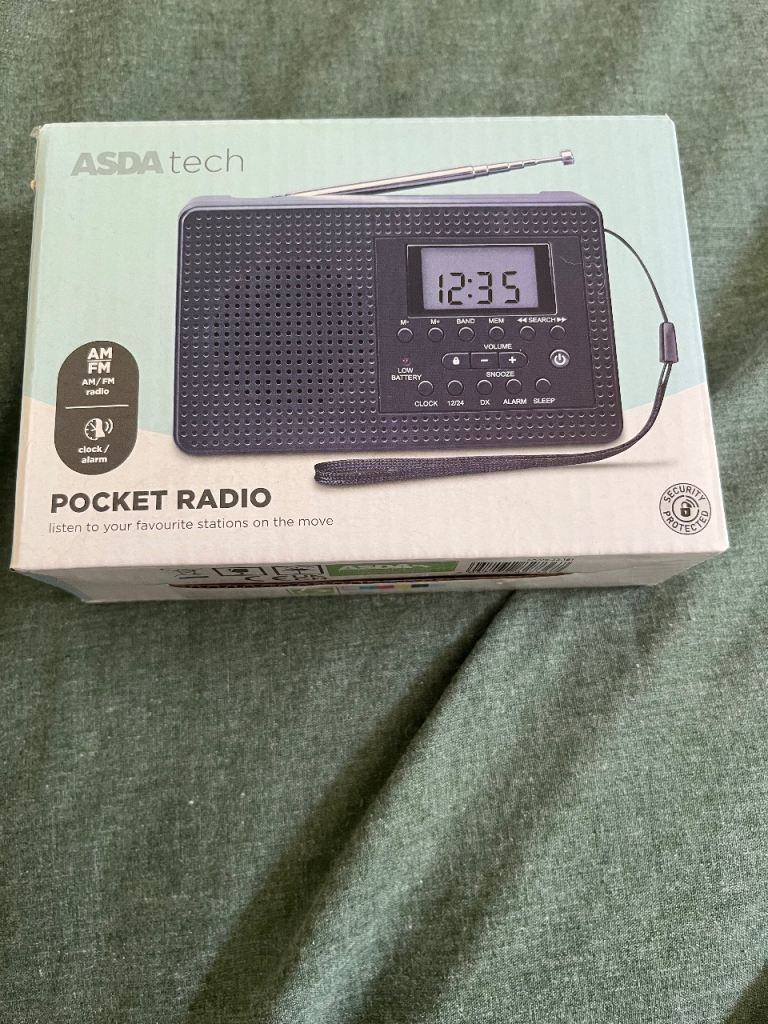 ASDA tech
12:35
M- M+ BAND MEM ◀◀ SEARCH ▶▶
VOLUME
- +
LOW
BATTERY
SNOOZE
CLOCK 12/24 DX ALARM SLEEP
AM
FM
AM/FM
radio
clock/
alarm
POCKET RADIO
listen to your favourite stations on the move
SECURITY
PROTECTED
ASDA